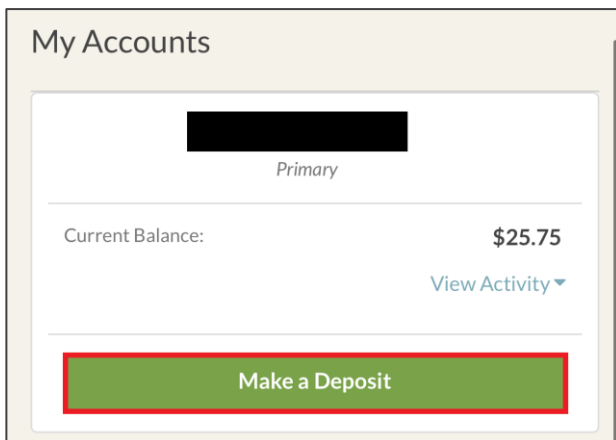 My Accounts
Primary
Current Balance: $25.75
View Activity
Make a Deposit